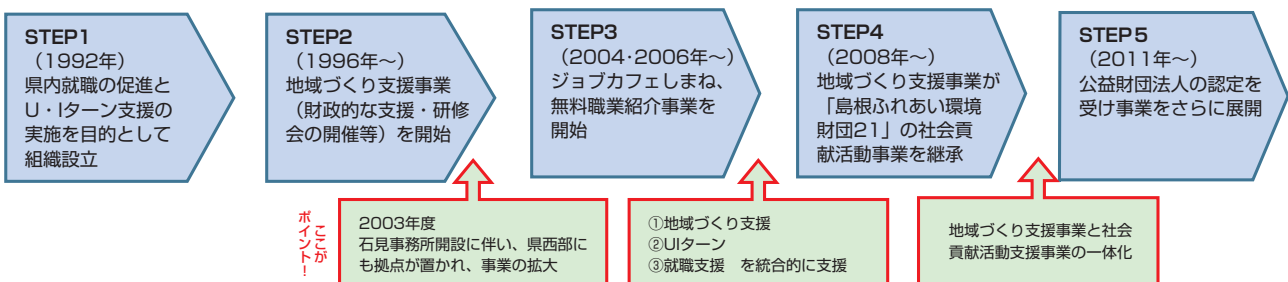 STEP1
（1992年）
県内就職の促進と
U・Iターン支援の
実施を目的として
組織設立
STEP2
（1996年～）
地域づくり支援事業
（財政的な支援・研修
会の開催等）を開始
STEP3
（2004・2006年～）
ジョブカフェしまね、
無料職業紹介事業を
開始
STEP4
（2008年～）
地域づくり支援事業が
「島根ふれあい環境
財団21」の社会貢
献活動事業を継承
STEP5
（2011年～）
公益財団法人の認定を
受け事業をさらに展開
ここが
ポイント！
2003年度
石見事務所開設に伴い、県西部に
も拠点が置かれ、事業の拡大
①地域づくり支援
②UIターン
③就職支援　を統合的に支援
地域づくり支援事業と社会
貢献活動支援事業の一体化